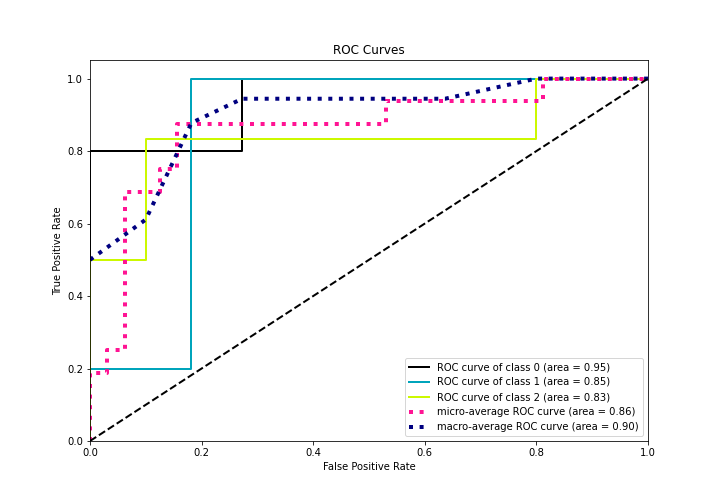 ROC Curves
1.0
0.8
0.6
0.4
0.2
0.0
True Positive Rate
0.0 0.2 0.4 0.6 0.8 1.0
False Positive Rate
ROC curve of class 0 (area = 0.95)
ROC curve of class 1 (area = 0.85)
ROC curve of class 2 (area = 0.83)
micro-average ROC curve (area = 0.86)
macro-average ROC curve (area = 0.90)